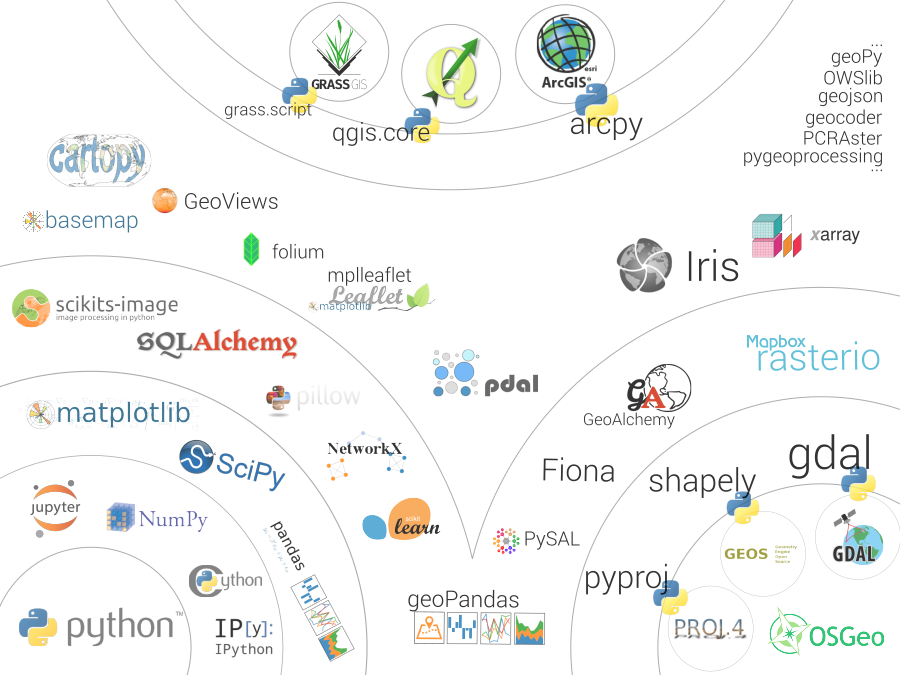 GRASS GIS
grass.script
Q
qgis.core
esri
ArcGIS®
arcpy
...
geoPy
OWSlib
geojson
geocoder
PCRAster
pygeoprocessing
...
cartopy
basemap
GeoViews
folium
mplleaflet
Leaflet
matplotlib
Iris
xarray
scikits-image
image processing in python
SQLAlchemy
pillow
pdal
Mapbox
rasterio
GA
GeoAlchemy
matplotlib
SciPy
NetworkX
Fiona
shapely
gdal
jupyter
NumPy
pandas
scikit
learn
PySAL
GEOS
Geometry
Engine
Open
Source
GDAL
Cython
geoPandas
pyproj
python™
IP[y]:
IPython
PROJ.4
OSGeo